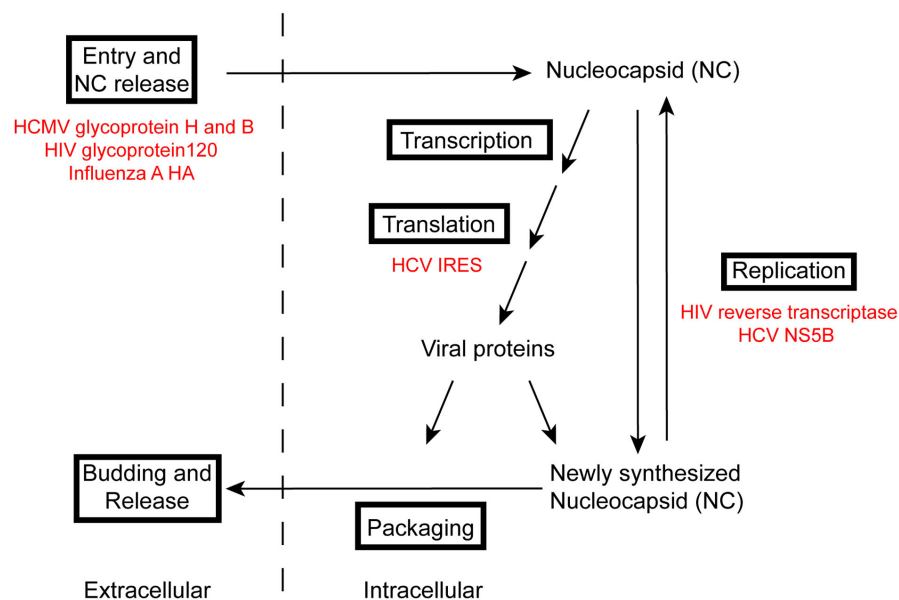 Entry and
NC release
HCMV glycoprotein H and B
HIV glycoprotein120
Influenza A HA
Nucleocapsid (NC)
Transcription
Translation
HCV IRES
Replication
HIV reverse transcriptase
HCV NS5B
Viral proteins
Budding and
Release
Newly synthesized
Nucleocapsid (NC)
Packaging
Extracellular
Intracellular